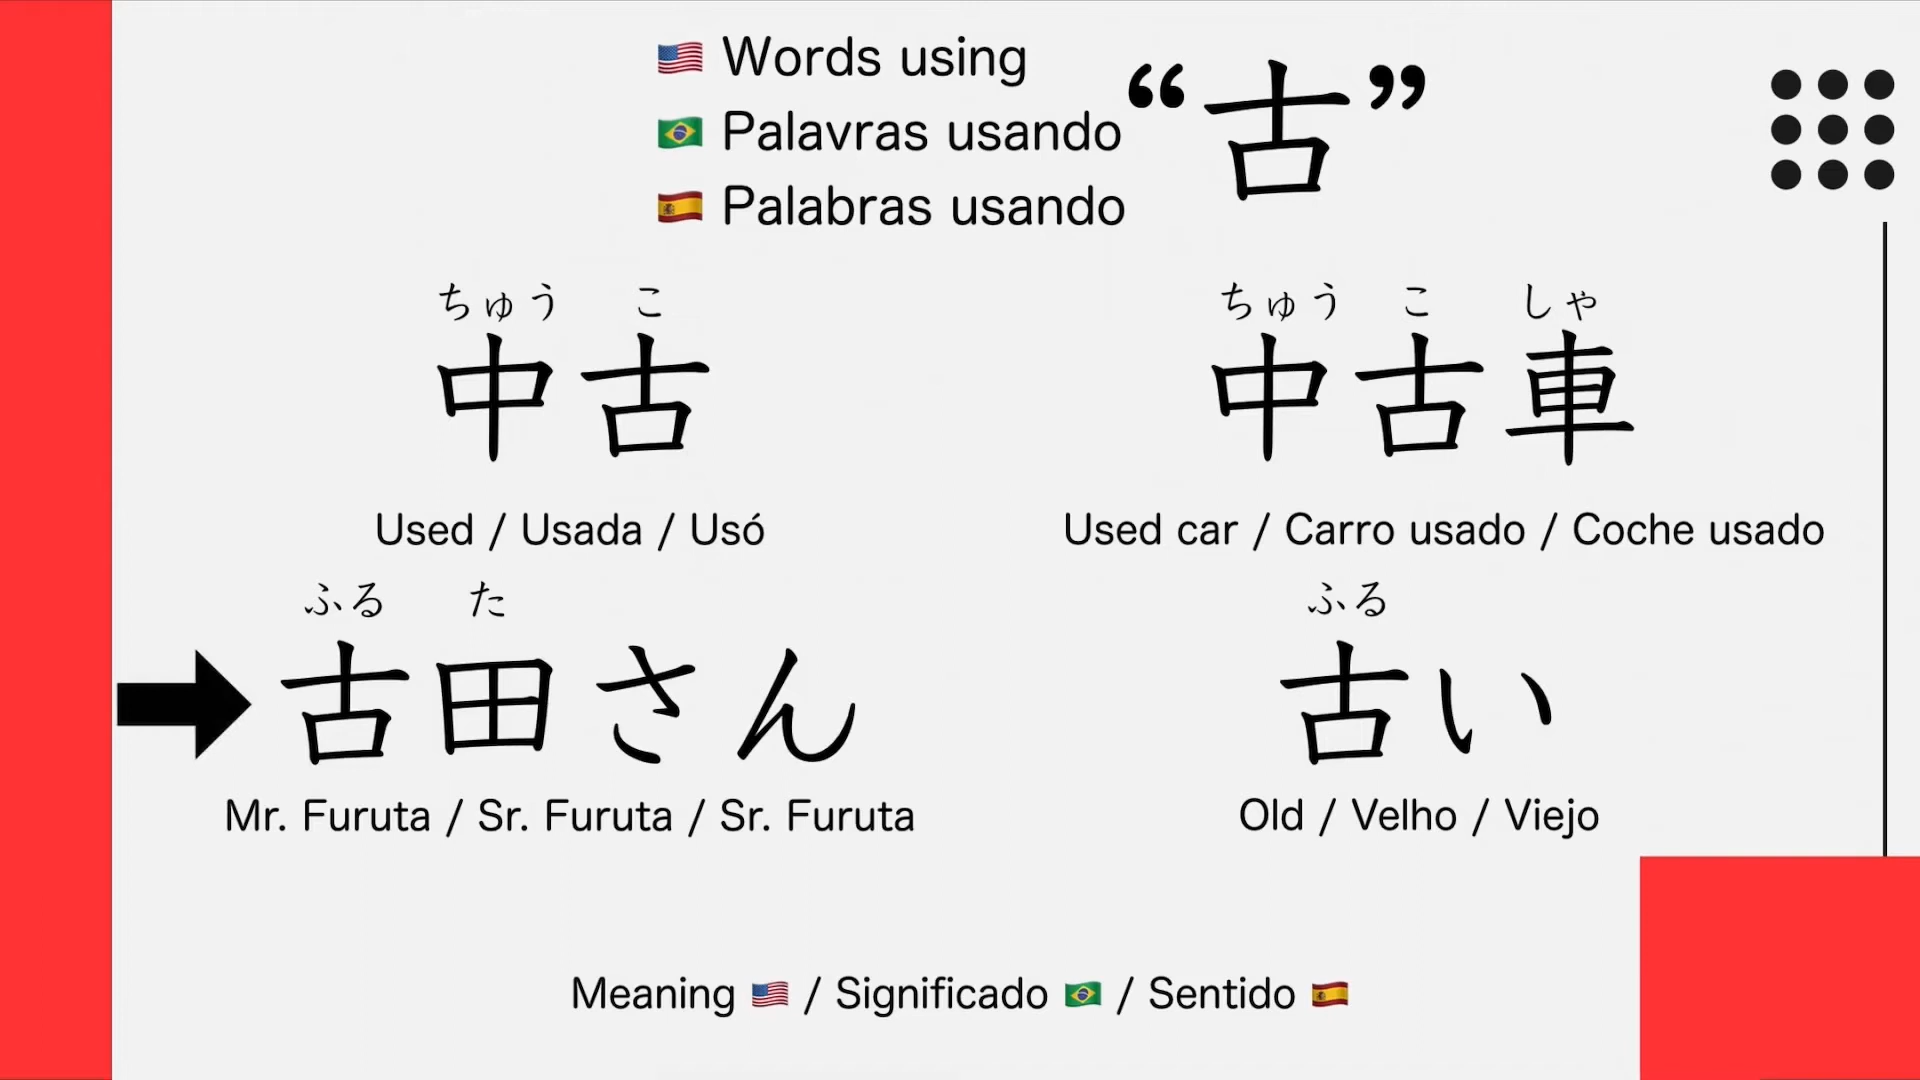 🇺🇸 Words using
🇧🇷 Palavras usando
🇪🇸 Palabras usando
“古”
ちゅう こ
中古
Used / Usada / Usó
ちゅう こ しゃ
中古車
Used car / Carro usado / Coche usado
ふる た
古田さん
Mr. Furuta / Sr. Furuta / Sr. Furuta
ふる
古い
Old / Velho / Viejo
Meaning 🇺🇸 / Significado 🇧🇷 / Sentido 🇪🇸